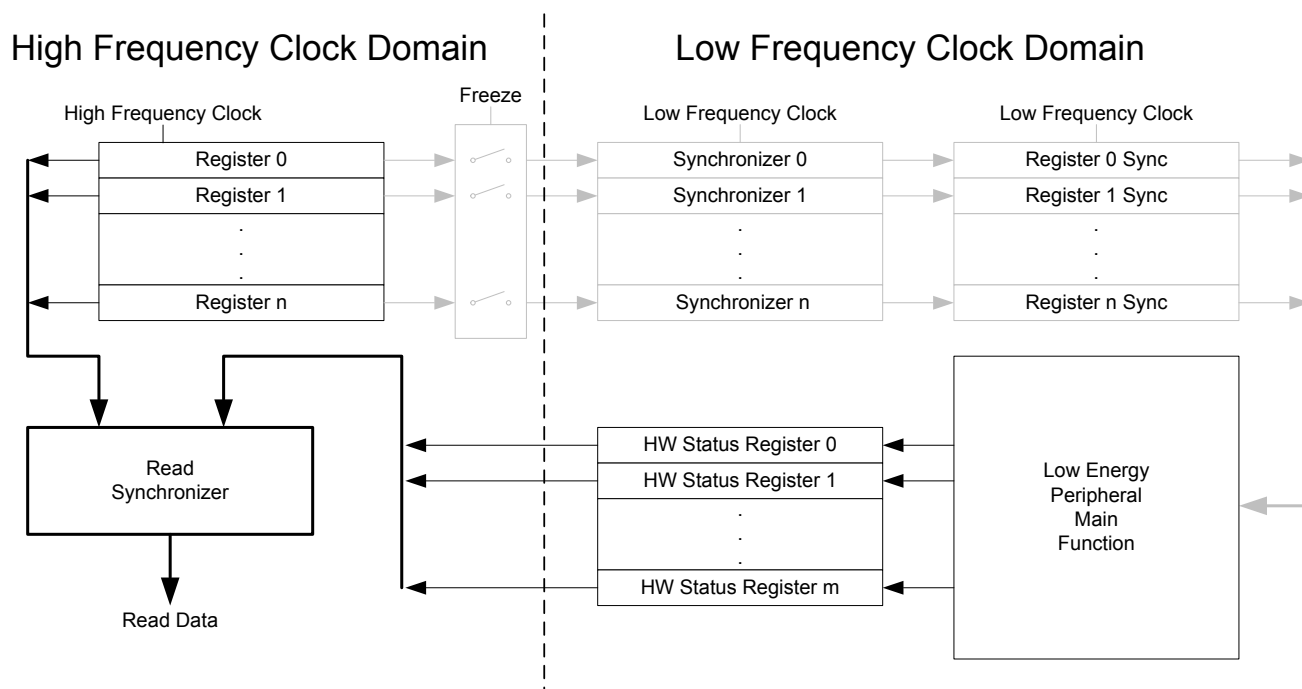 High Frequency Clock Domain
Low Frequency Clock Domain
Freeze
High Frequency Clock
Low Frequency Clock
Low Frequency Clock
Register 0
Synchronizer 0
Register 0 Sync
Register 1
Synchronizer 1
Register 1 Sync
.
.
.
.
.
.
.
.
.
Register n
Synchronizer n
Register n Sync
Read
Synchronizer
Read Data
HW Status Register 0
HW Status Register 1
.
.
.
HW Status Register m
Low Energy
Peripheral
Main
Function